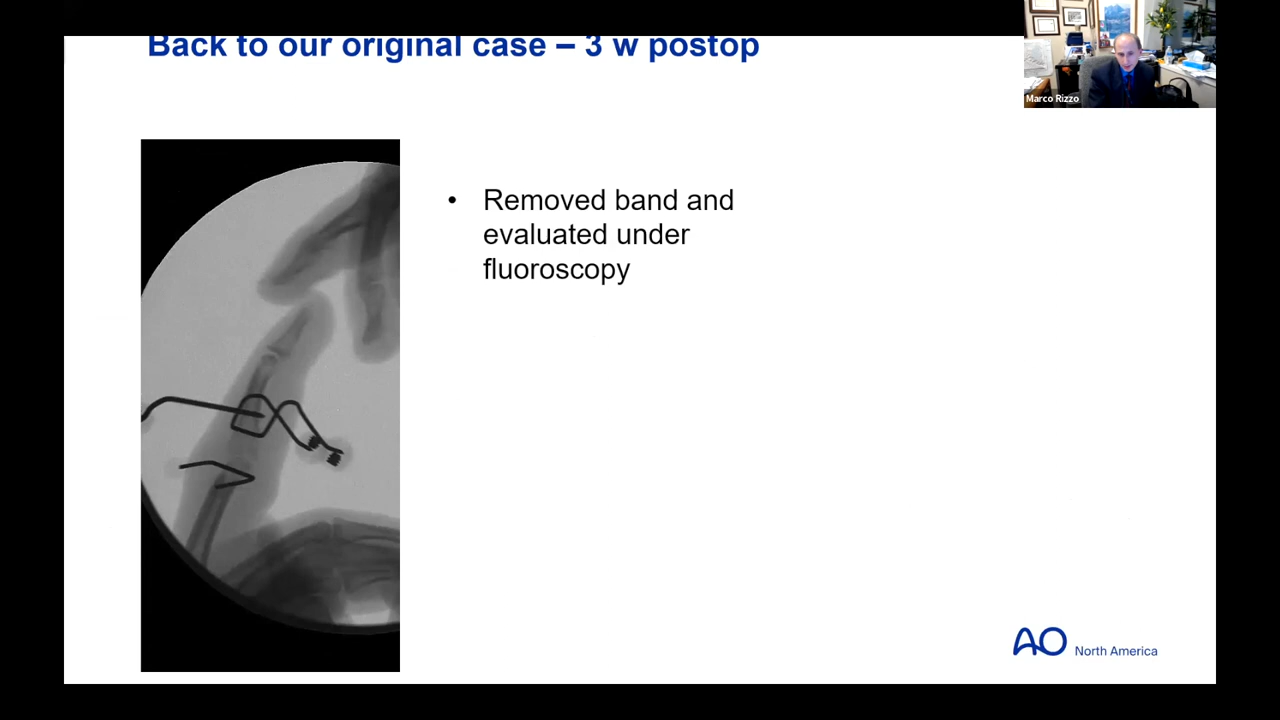 Back to our original case – 3 w postop
Marco Rizzo
• Removed band and
evaluated under
fluoroscopy
AO North America